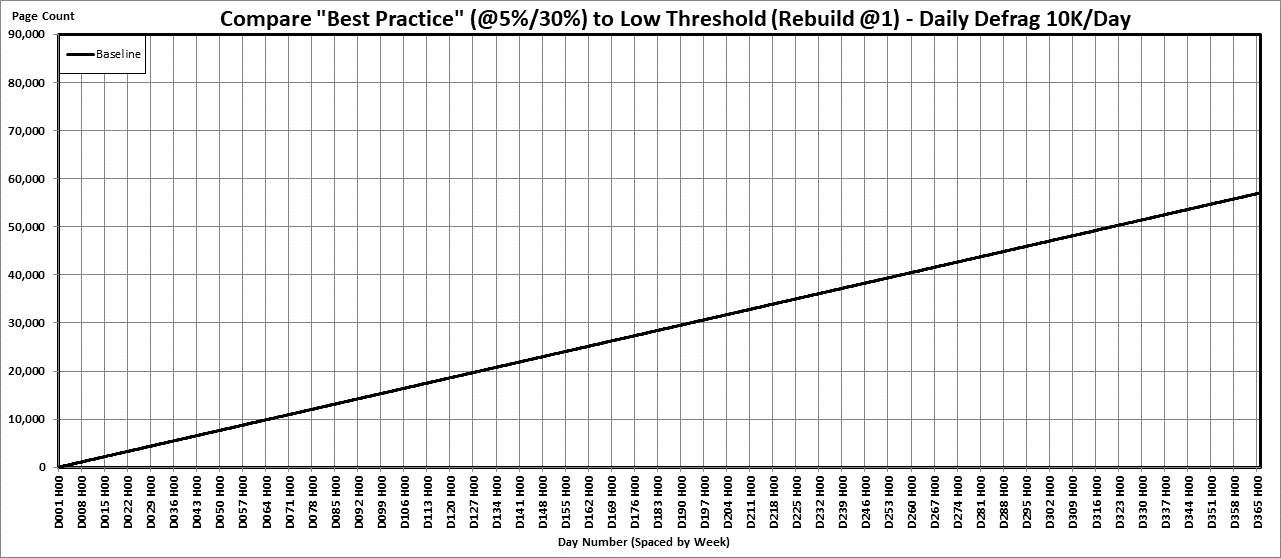 Page Count
Compare "Best Practice" (@5%/30%) to Low Threshold (Rebuild @1) - Daily Defrag 10K/Day
Baseline
90,000
80,000
70,000
60,000
50,000
40,000
30,000
20,000
10,000
0
D001 H00
D008 H00
D015 H00
D022 H00
D029 H00
D036 H00
D043 H00
D050 H00
D057 H00
D064 H00
D071 H00
D078 H00
D085 H00
D092 H00
D099 H00
D106 H00
D113 H00
D120 H00
D127 H00
D134 H00
D141 H00
D148 H00
D155 H00
D162 H00
D169 H00
D176 H00
D183 H00
D190 H00
D197 H00
D204 H00
D211 H00
D218 H00
D225 H00
D232 H00
D239 H00
D246 H00
D253 H00
D260 H00
D267 H00
D274 H00
D281 H00
D288 H00
D295 H00
D302 H00
D309 H00
D316 H00
D323 H00
D330 H00
D337 H00
D344 H00
D351 H00
D358 H00
D365 H00
Day Number (Spaced by Week)